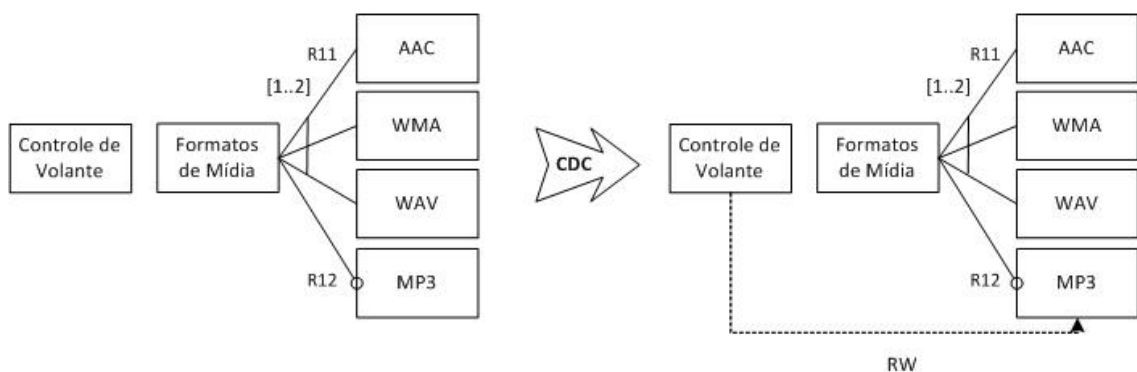 R11
AAC
[1..2]
WMA
Controle de
Volante
Formatos
de Mídia
WAV
R12
MP3
CDC
R11
AAC
[1..2]
WMA
Controle de
Volante
Formatos
de Mídia
WAV
R12
MP3
RW